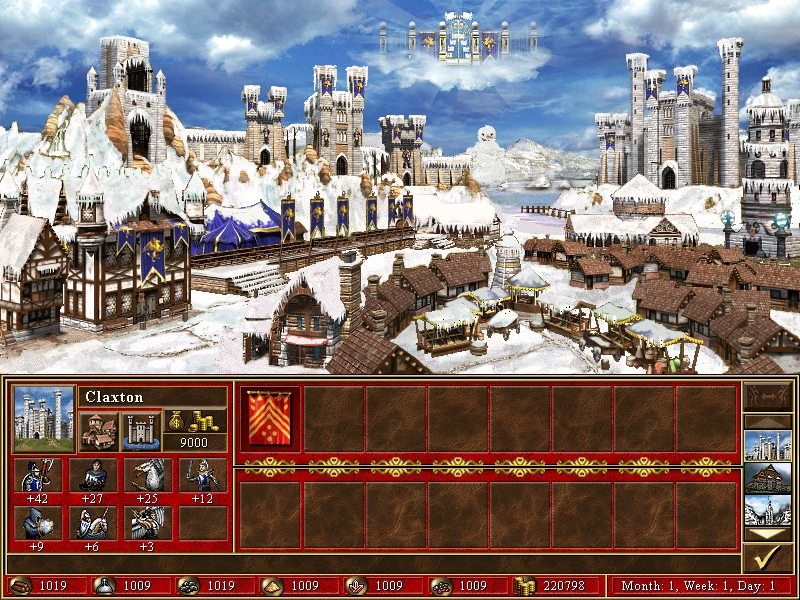 Claxton
9000
+42 +27 +25 +12
+9 +6 +3
1019 1009 1019 1009 1009 1009 220798 Month: 1, Week: 1, Day: 1